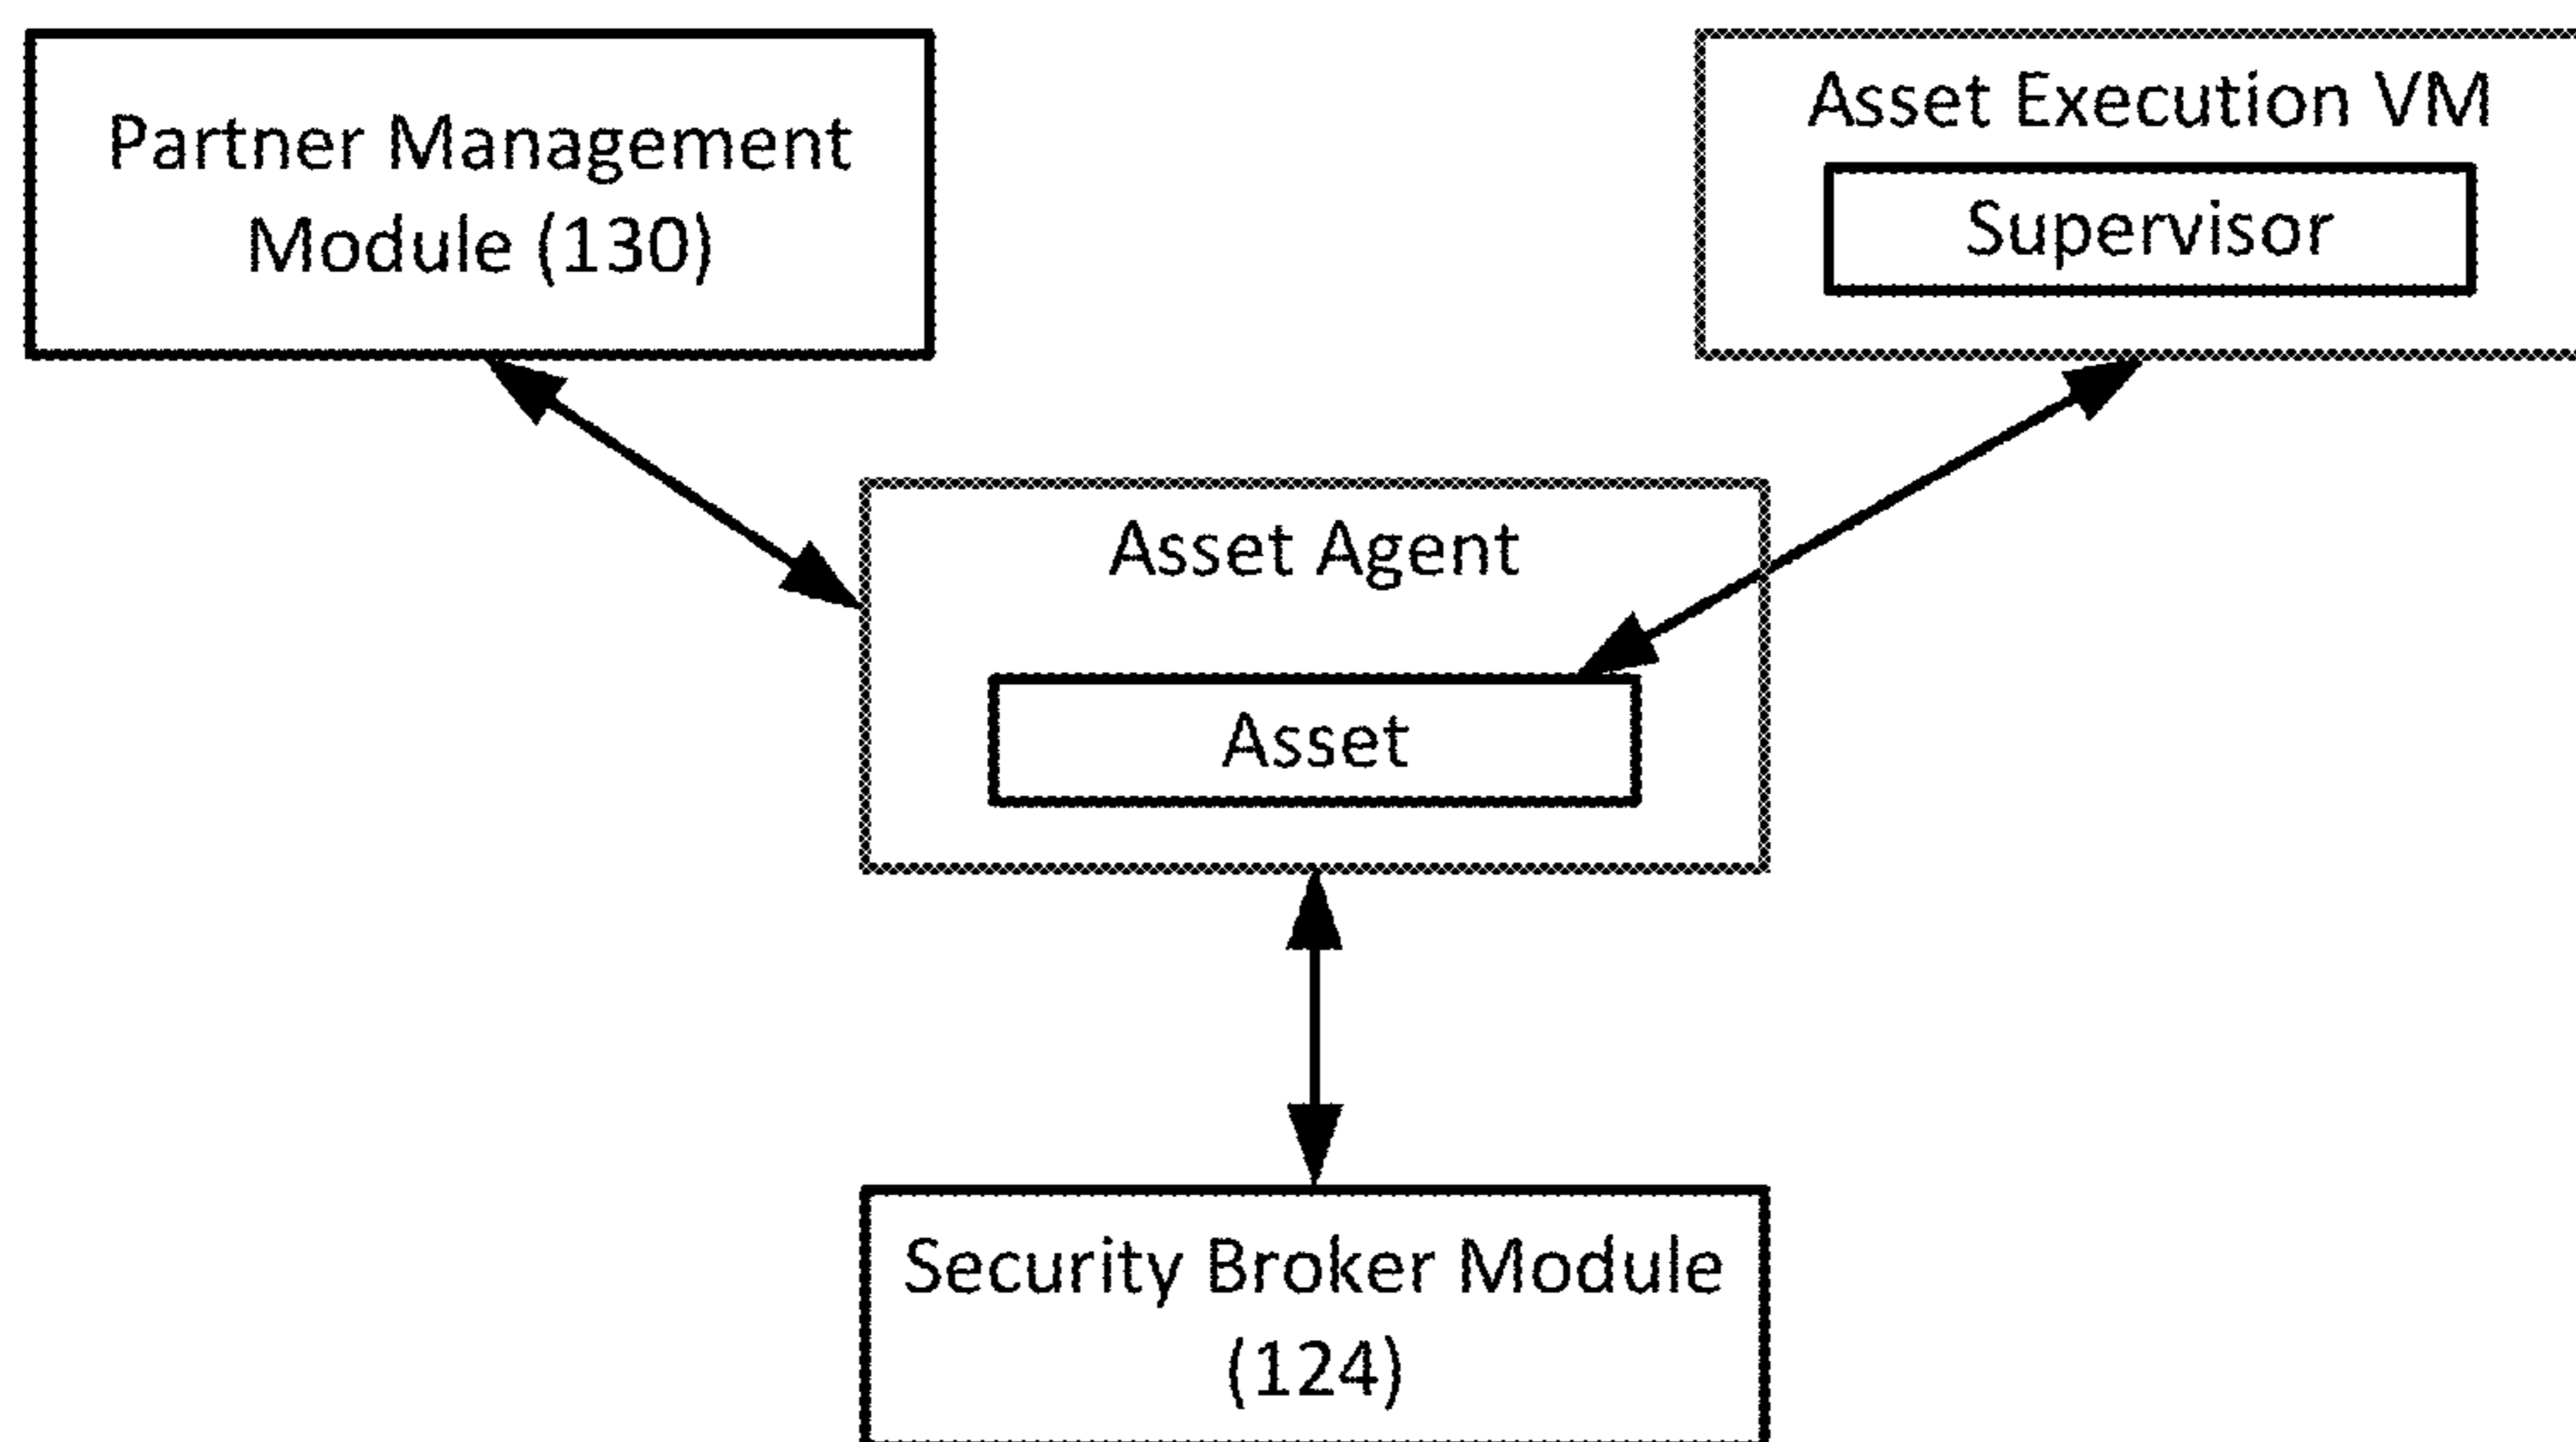 Partner Management
Module (130)
Asset Execution VM
Supervisor
Asset Agent
Asset
Security Broker Module
(124)